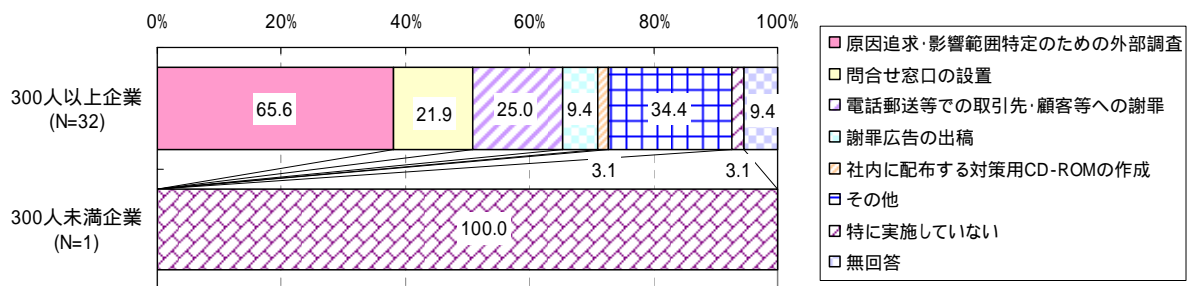 0%
20%
40%
60%
80%
100%
300人以上企業
(N=32)
65.6
21.9
25.0
9.4
3.1
34.4
3.1
9.4
300人未満企業
(N=1)
100.0
原因追求･影響範囲特定のための外部調査
問合せ窓口の設置
電話郵送等での取引先･顧客等への謝罪
謝罪広告の出稿
社内に配布する対策用CD-ROMの作成
その他
特に実施していない
無回答